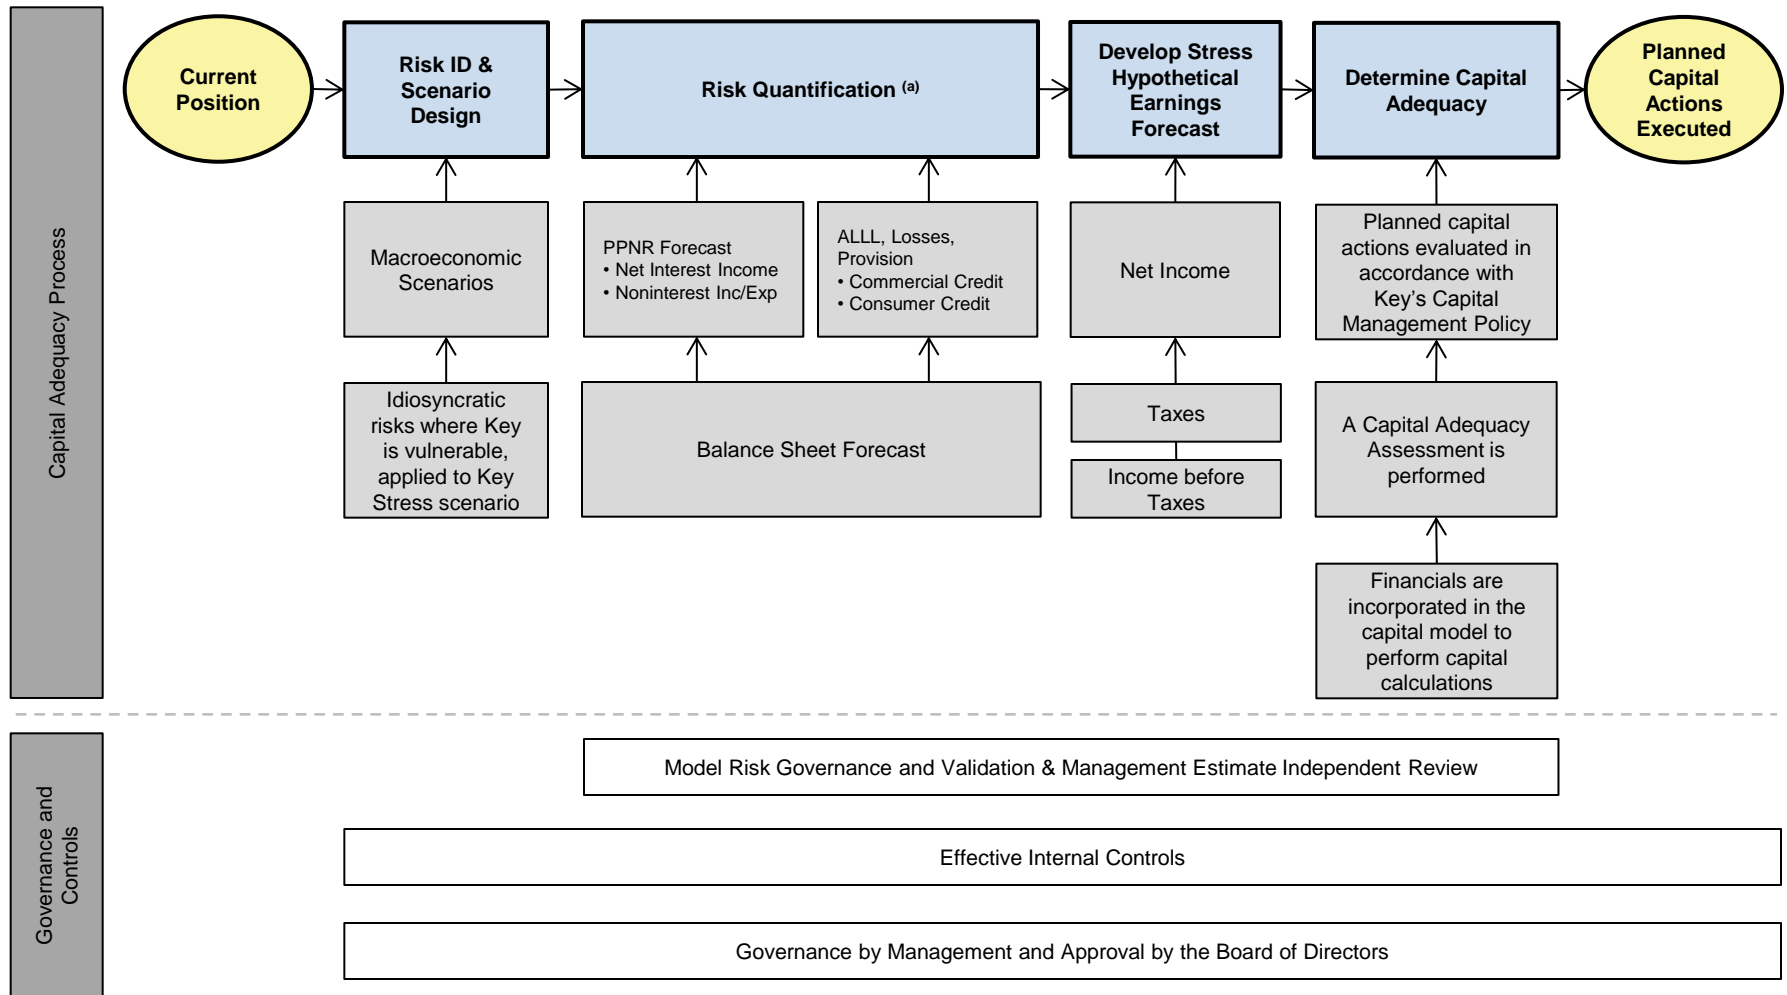 Capital Adequacy Process
Current
Position
Risk ID &
Scenario
Design
Risk Quantification (a)
Develop Stress
Hypothetical
Earnings
Forecast
Determine Capital
Adequacy
Planned
Capital
Actions
Executed
Macroeconomic
Scenarios
PPNR Forecast
• Net Interest Income
• Noninterest Inc/Exp
ALLL, Losses,
Provision
• Commercial Credit
• Consumer Credit
Net Income
Planned capital
actions evaluated in
accordance with
Key’s Capital
Management Policy
Idiosyncratic
risks where Key
is vulnerable,
applied to Key
Stress scenario
Balance Sheet Forecast
Taxes
Income before
Taxes
A Capital Adequacy
Assessment is
performed
Financials are
incorporated in the
capital model to
perform capital
calculations
Governance and
Controls
Model Risk Governance and Validation & Management Estimate Independent Review
Effective Internal Controls
Governance by Management and Approval by the Board of Directors